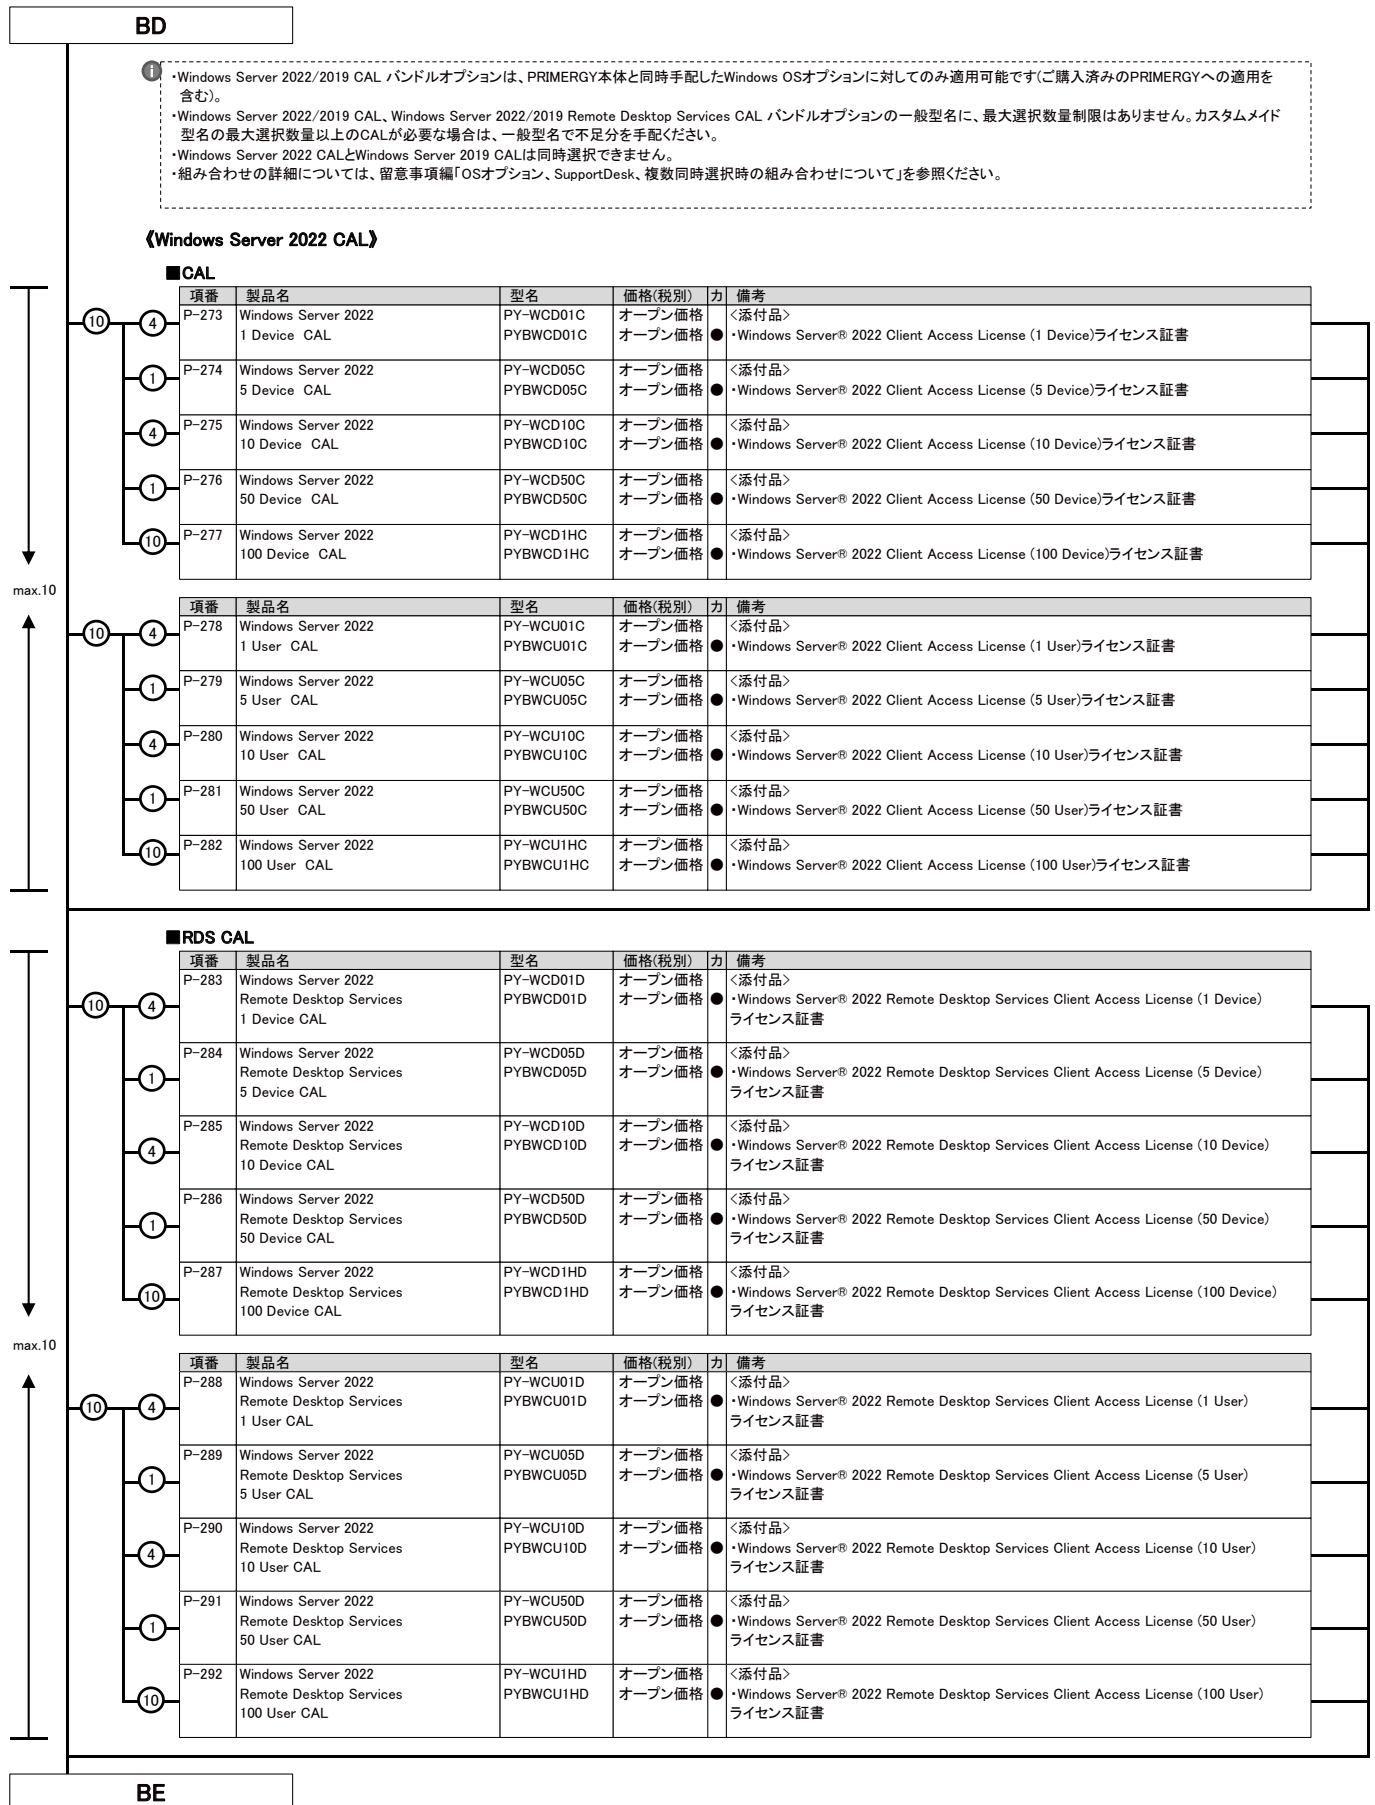 BD
・Windows Server 2022/2019 CAL バンドルオプションは、PRIMERGY本体と同時手配したWindows OSオプションに対してのみ適用可能です(ご購入済みのPRIMERGYへの適用を
含む)。
・Windows Server 2022/2019 CAL、Windows Server 2022/2019 Remote Desktop Services CAL バンドルオプションの一般型名に、最大選択数量制限はありません。カスタムメイド
型名の最大選択数量以上のCALが必要な場合は、一般型名で不足分を手配ください。
・Windows Server 2022 CALとWindows Server 2019 CALは同時選択できません。
・組み合わせの詳細については、留意事項編「OSオプション、SupportDesk、複数同時選択時の組み合わせについて」を参照ください。
《Windows Server 2022 CAL》
■CAL
項番 製品名 型名 価格(税別) カ 備考
P-273 Windows Server 2022 PY-WCD01C オープン価格 <添付品>
10 4 1 Device CAL PYBWCD01C オープン価格 ● ・Windows Server® 2022 Client Access License (1 Device)ライセンス証書
P-274 Windows Server 2022 PY-WCD05C オープン価格 <添付品>
1 5 Device CAL PYBWCD05C オープン価格 ● ・Windows Server® 2022 Client Access License (5 Device)ライセンス証書
P-275 Windows Server 2022 PY-WCD10C オープン価格 <添付品>
4 10 Device CAL PYBWCD10C オープン価格 ● ・Windows Server® 2022 Client Access License (10 Device)ライセンス証書
P-276 Windows Server 2022 PY-WCD50C オープン価格 <添付品>
1 50 Device CAL PYBWCD50C オープン価格 ● ・Windows Server® 2022 Client Access License (50 Device)ライセンス証書
P-277 Windows Server 2022 PY-WCD1HC オープン価格 <添付品>
10 100 Device CAL PYBWCD1HC オープン価格 ● ・Windows Server® 2022 Client Access License (100 Device)ライセンス証書
max.10
項番 製品名 型名 価格(税別) カ 備考
P-278 Windows Server 2022 PY-WCU01C オープン価格 <添付品>
10 4 1 User CAL PYBWCU01C オープン価格 ● ・Windows Server® 2022 Client Access License (1 User)ライセンス証書
P-279 Windows Server 2022 PY-WCU05C オープン価格 <添付品>
1 5 User CAL PYBWCU05C オープン価格 ● ・Windows Server® 2022 Client Access License (5 User)ライセンス証書
P-280 Windows Server 2022 PY-WCU10C オープン価格 <添付品>
4 10 User CAL PYBWCU10C オープン価格 ● ・Windows Server® 2022 Client Access License (10 User)ライセンス証書
P-281 Windows Server 2022 PY-WCU50C オープン価格 <添付品>
1 50 User CAL PYBWCU50C オープン価格 ● ・Windows Server® 2022 Client Access License (50 User)ライセンス証書
P-282 Windows Server 2022 PY-WCU1HC オープン価格 <添付品>
10 100 User CAL PYBWCU1HC オープン価格 ● ・Windows Server® 2022 Client Access License (100 User)ライセンス証書
■RDS CAL
項番 製品名 型名 価格(税別) カ 備考
P-283 Windows Server 2022 PY-WCD01D オープン価格 <添付品>
10 4 Remote Desktop Services PYBWCD01D オープン価格 ● ・Windows Server® 2022 Remote Desktop Services Client Access License (1 Device)
1 Device CAL ライセンス証書
P-284 Windows Server 2022 PY-WCD05D オープン価格 <添付品>
1 Remote Desktop Services PYBWCD05D オープン価格 ● ・Windows Server® 2022 Remote Desktop Services Client Access License (5 Device)
5 Device CAL ライセンス証書
P-285 Windows Server 2022 PY-WCD10D オープン価格 <添付品>
4 Remote Desktop Services PYBWCD10D オープン価格 ● ・Windows Server® 2022 Remote Desktop Services Client Access License (10 Device)
10 Device CAL ライセンス証書
P-286 Windows Server 2022 PY-WCD50D オープン価格 <添付品>
1 Remote Desktop Services PYBWCD50D オープン価格 ● ・Windows Server® 2022 Remote Desktop Services Client Access License (50 Device)
50 Device CAL ライセンス証書
P-287 Windows Server 2022 PY-WCD1HD オープン価格 <添付品>
10 Remote Desktop Services PYBWCD1HD オープン価格 ● ・Windows Server® 2022 Remote Desktop Services Client Access License (100 Device)
100 Device CAL ライセンス証書
max.10
項番 製品名 型名 価格(税別) カ 備考
P-288 Windows Server 2022 PY-WCU01D オープン価格 <添付品>
10 4 Remote Desktop Services PYBWCU01D オープン価格 ● ・Windows Server® 2022 Remote Desktop Services Client Access License (1 User)
1 User CAL ライセンス証書
P-289 Windows Server 2022 PY-WCU05D オープン価格 <添付品>
1 Remote Desktop Services PYBWCU05D オープン価格 ● ・Windows Server® 2022 Remote Desktop Services Client Access License (5 User)
5 User CAL ライセンス証書
P-290 Windows Server 2022 PY-WCU10D オープン価格 <添付品>
4 Remote Desktop Services PYBWCU10D オープン価格 ● ・Windows Server® 2022 Remote Desktop Services Client Access License (10 User)
10 User CAL ライセンス証書
P-291 Windows Server 2022 PY-WCU50D オープン価格 <添付品>
1 Remote Desktop Services PYBWCU50D オープン価格 ● ・Windows Server® 2022 Remote Desktop Services Client Access License (50 User)
50 User CAL ライセンス証書
P-292 Windows Server 2022 PY-WCU1HD オープン価格 <添付品>
10 Remote Desktop Services PYBWCU1HD オープン価格 ● ・Windows Server® 2022 Remote Desktop Services Client Access License (100 User)
100 User CAL ライセンス証書
BE